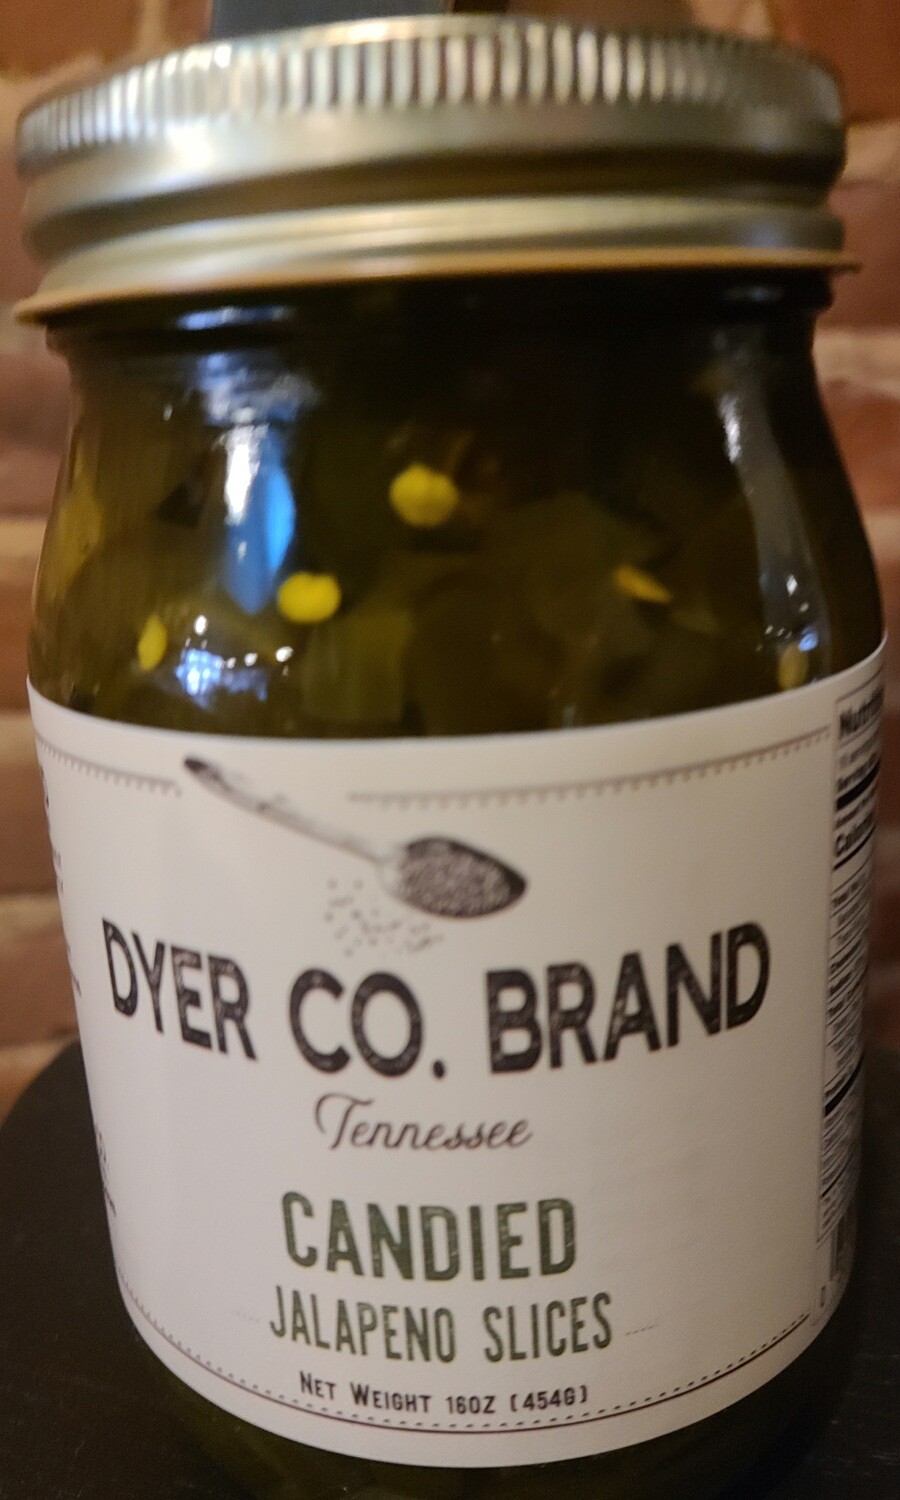 DYER CO. BRAND
Tennessee
CANDIED
JALAPENO SLICES
NET WEIGHT 16OZ (454G)